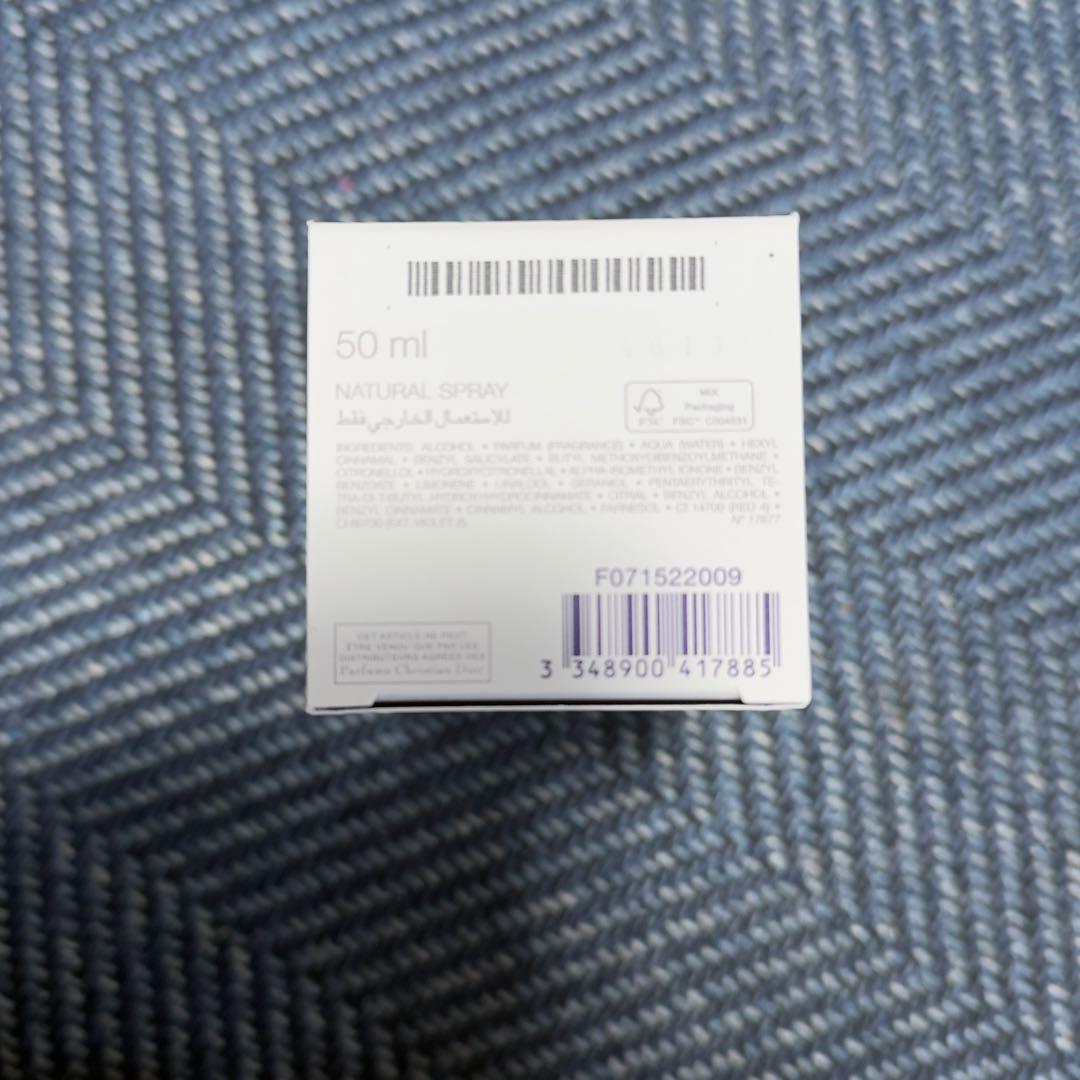 50 ml
NATURAL SPRAY
للاستعمال الخارجي فقط
MIX
Packaging
FSC™ C004831
INGREDIENTS: ALCOHOL • PARFUM (FRAGRANCE) • AQUA (WATER) • HEXYL
CINNAMAL • BENZYL SALICYLATE • BUTYL METHOXYDIBENZOYLMETHANE •
CITRONELLOL • HYDROXYCITRONELLAL • ALPHA-ISOMETHYL IONONE • BENZYL
BENZOATE • LIMONENE • LINALOOL • GERANIOL • PENTAERYTHRITYL TE-
TRA-DI-T-BUTYL HYDROXYHYDROCINNAMATE • CITRAL • BENZYL ALCOHOL •
BENZYL CINNAMATE • CINNAMYL ALCOHOL • FARNESOL • CI 14700 (RED 4) •
CI 60730 (EXT. VIOLET 2)
N° 17877
F071522009
3 348900 417885
CET ARTICLE NE PEUT
ÊTRE VENDU QUE PAR LES
DISTRIBUTEURS AGRÉÉS DES
Parfums Christian Dior